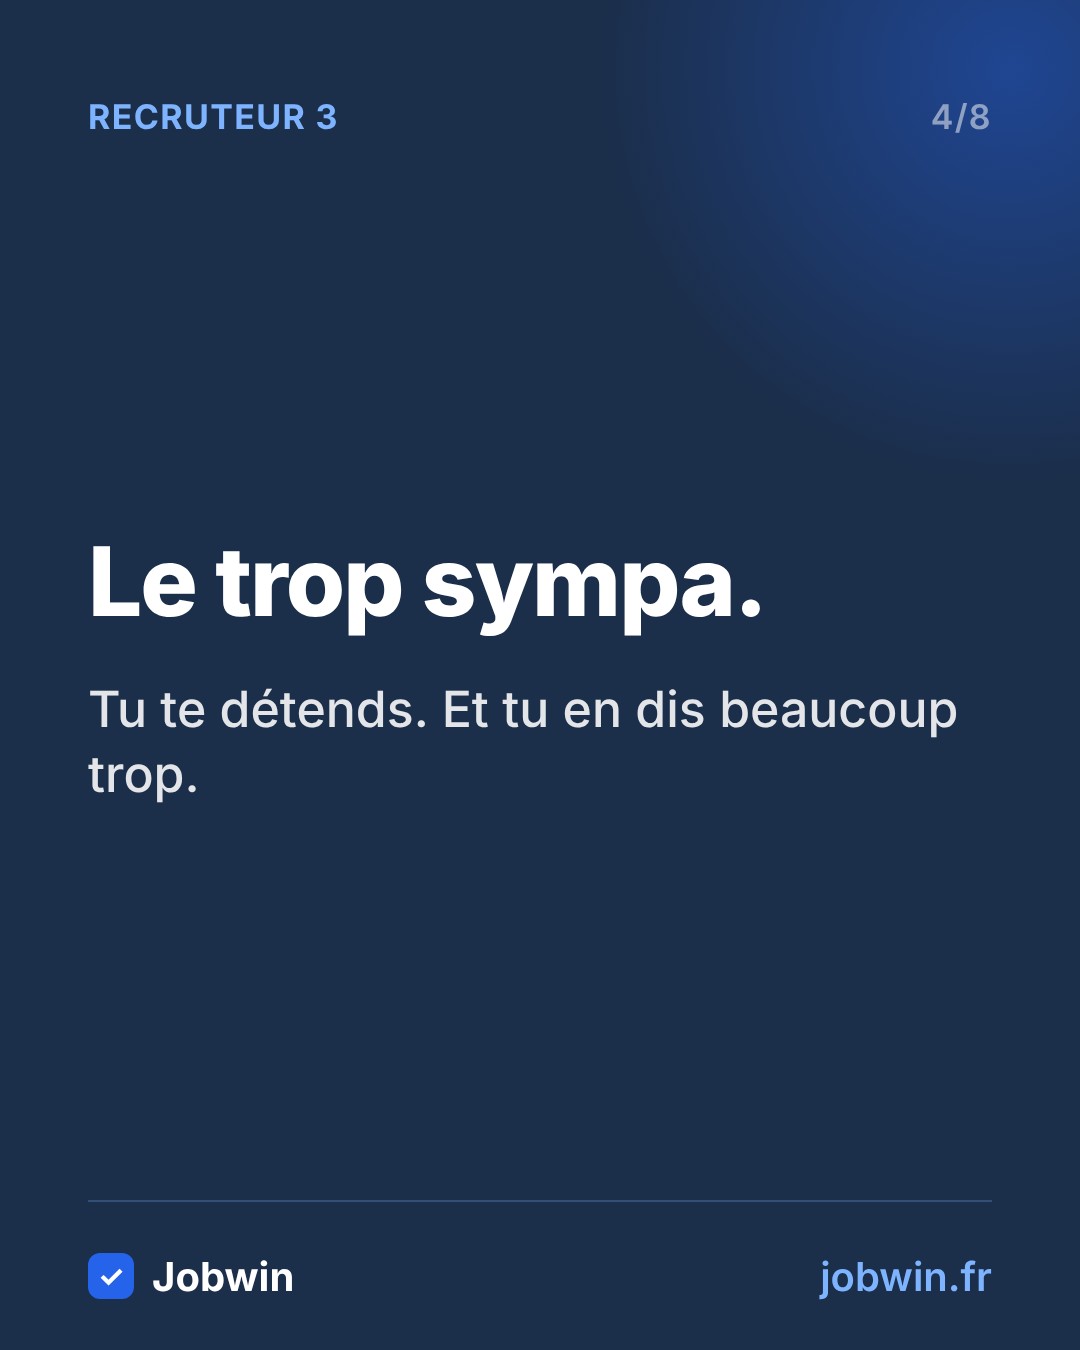 RECRUTEUR 3
4/8
Le trop sympa.
Tu te détends. Et tu en dis beaucoup
trop.
Jobwin
jobwin.fr